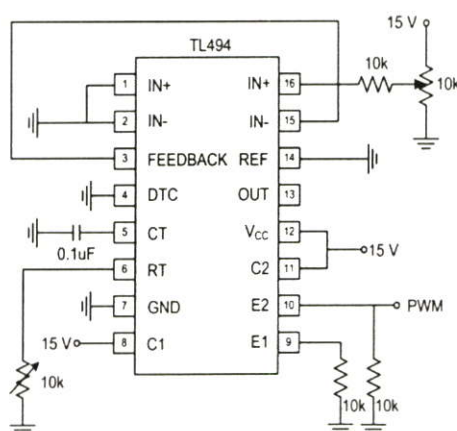 15 V
TL494
10k
10k
1 IN+ IN+ 16
2 IN- IN- 15
3 FEEDBACK REF 14
4 DTC OUT 13
5 CT VCC 12
0.1uF
15 V
6 RT C2 11
7 GND E2 10
PWM
15 V
8 C1 E1 9
10k
10k
10k